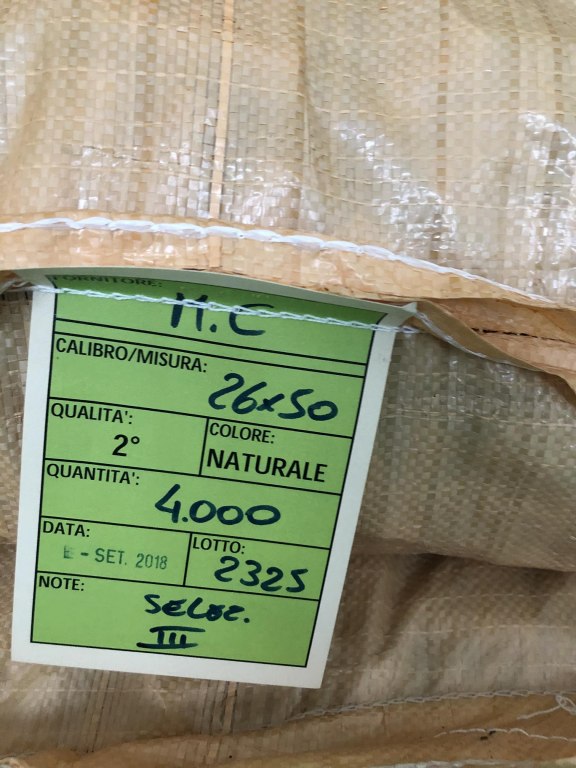 FORNITORE:
M.C
CALIBRO/MISURA:
26x50
QUALITA':
2°
COLORE:
NATURALE
QUANTITA':
4.000
DATA:
- SET. 2018
LOTTO:
2325
NOTE:
SELEZ.
III